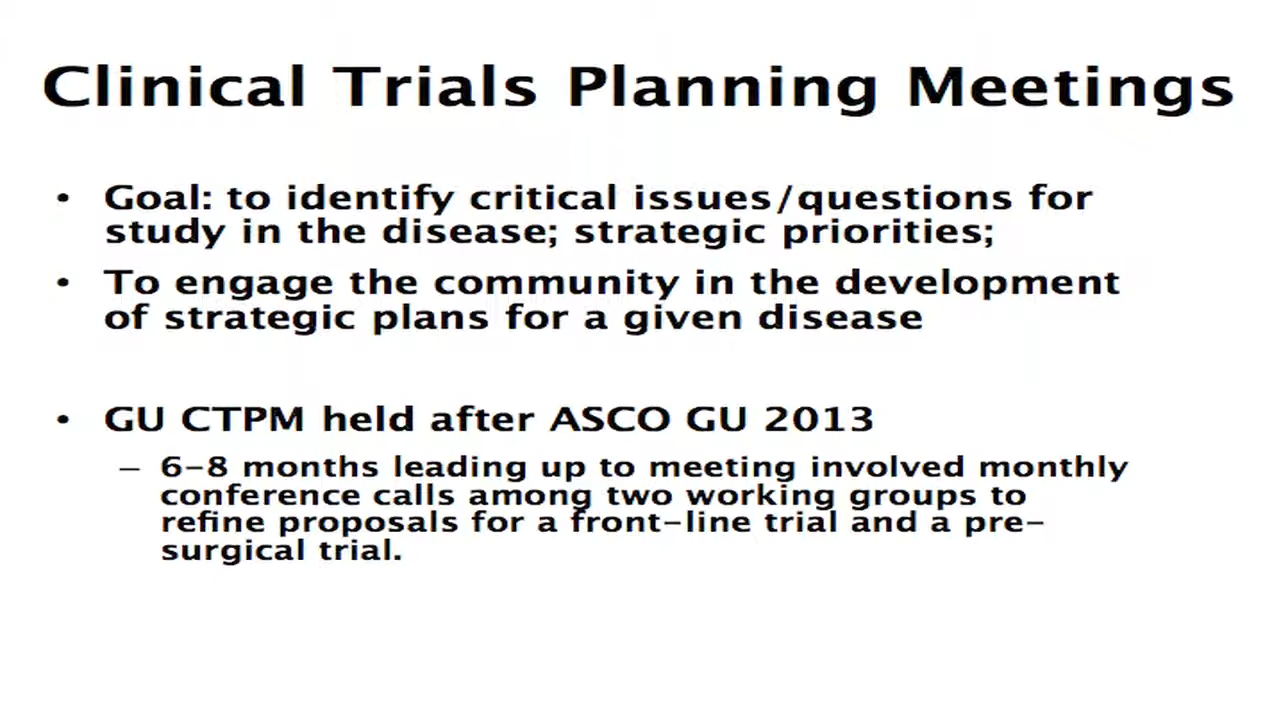 Clinical Trials Planning Meetings
• Goal: to identify critical issues/questions for
study in the disease; strategic priorities;
• To engage the community in the development
of strategic plans for a given disease
• GU CTPM held after ASCO GU 2013
– 6–8 months leading up to meeting involved monthly
conference calls among two working groups to
refine proposals for a front–line trial and a pre–
surgical trial.